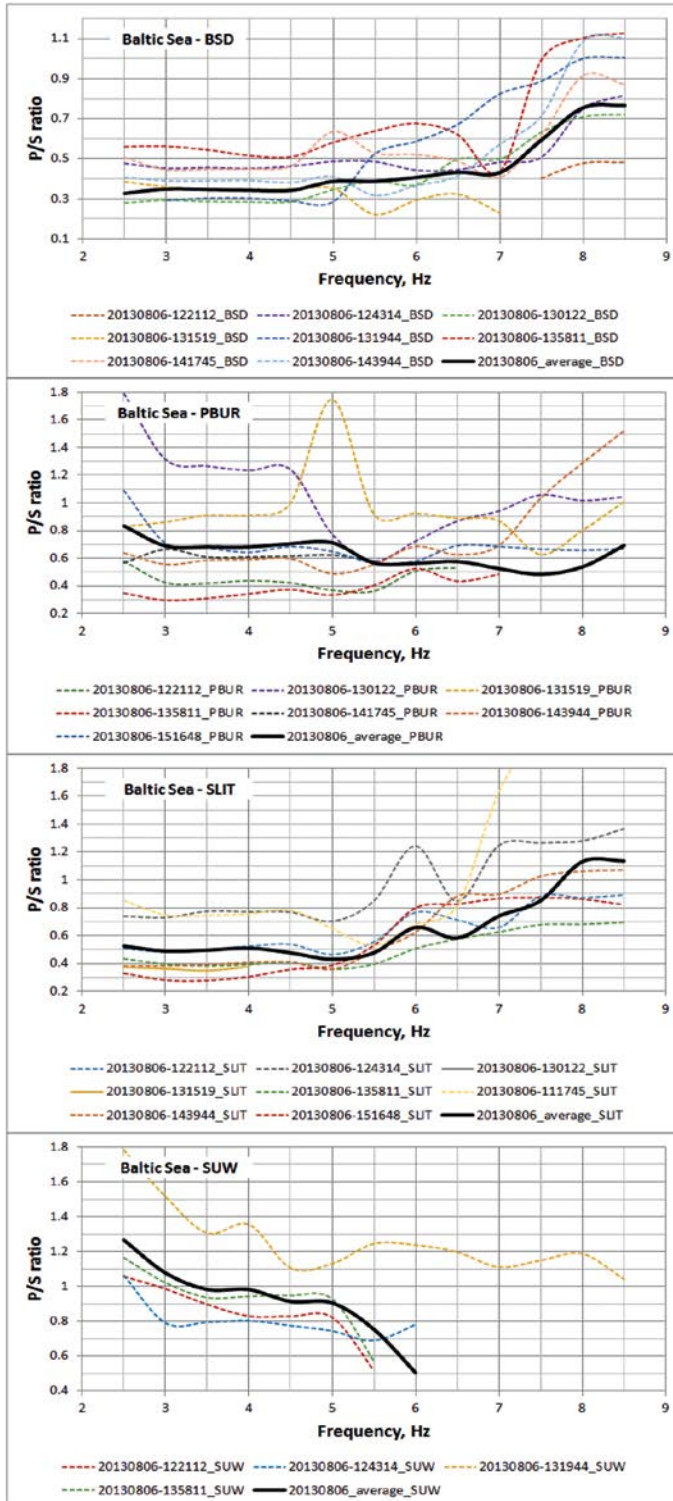 Baltic Sea - BSD
P/S ratio
1.1
0.9
0.7
0.5
0.3
0.1
2 3 4 5 6 7 8 9
Frequency, Hz
20130806-122112_BSD 20130806-124314_BSD 20130806-130122_BSD
20130806-131519_BSD 20130806-131944_BSD 20130806-135811_BSD
20130806-141745_BSD 20130806-143944_BSD 20130806_average_BSD
Baltic Sea - PBUR
P/S ratio
1.8
1.6
1.4
1.2
1
0.8
0.6
0.4
0.2
2 3 4 5 6 7 8 9
Frequency, Hz
20130806-122112_PBUR 20130806-130122_PBUR 20130806-131519_PBUR
20130806-135811_PBUR 20130806-141745_PBUR 20130806-143944_PBUR
20130806-151648_PBUR 20130806_average_PBUR
Baltic Sea - SLIT
P/S ratio
1.8
1.6
1.4
1.2
1
0.8
0.6
0.4
0.2
2 3 4 5 6 7 8 9
Frequency, Hz
20130806-122112_SLIT 20130806-124314_SLIT 20130806-130122_SLIT
20130806-131519_SLIT 20130806-135811_SLIT 20130806-111745_SLIT
20130806-143944_SLIT 20130806-151648_SLIT 20130806_average_SLIT
Baltic Sea - SUW
P/S ratio
1.8
1.6
1.4
1.2
1
0.8
0.6
0.4
2 3 4 5 6 7 8 9
Frequency, Hz
20130806-122112_SUW 20130806-124314_SUW 20130806-131944_SUW
20130806-135811_SUW 20130806_average_SUW